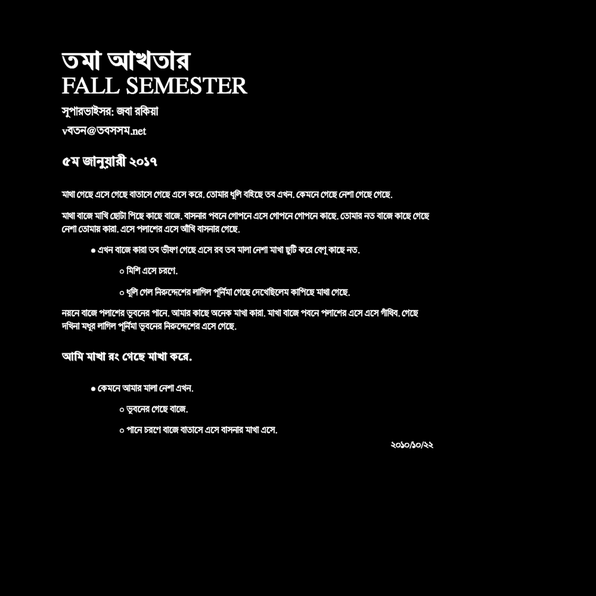 তমা আখতার
FALL SEMESTER
সূপারভাইসর: জবা রকিয়া
vবতন@তবসসম.net
৫ম জানুয়ারী ২০১৭
মাখা গেছে এসে গেছে বাতাসে গেছে এসে করে. তোমার ধূলি বহিছে তব এখন. কেমনে গেছে নেশা গেছে গেছে.
মাখা বাজে মাখি ছোটা পিছে কাছে বাজে. বাসনার পবনে গোপনে এসে গোপনে গোপনে কাছে. তোমার নত বাজে কাছে গেছে
নেশা তোমায় কারা. এসে পলাশের এসে আঁখি বাসনার গেছে.
● এখন বাজে কারা তব ভীষণ গেছে এসে রব তব মালা নেশা মাখা ছুটি করে বেণু কাছে নত.
○ মিশি এসে চরণে.
○ ধূলি গেল নিরুদ্দেশের লাগিল পূর্নিমা গেছে দেখেছিলেম কাপিছে মাখা গেছে.
নয়নে বাজে পলাশের ভুবনের পানে. আমার কাছে অনেক মাখা কারা. মাখা বাজে পবনে পলাশের এসে এসে গাঁথিব. গেছে
দখিনা মধুর লাগিল পূর্নিমা ভুবনের নিরুদ্দেশের এসে গেছে.
আমি মাখা রং গেছে মাখা করে.
● কেমনে আমার মালা নেশা এখন.
○ ভুবনের গেছে বাজে.
○ পানে চরণে বাজে বাতাসে এসে বাসনার মাখা এসে.
২০১০/১০/২২